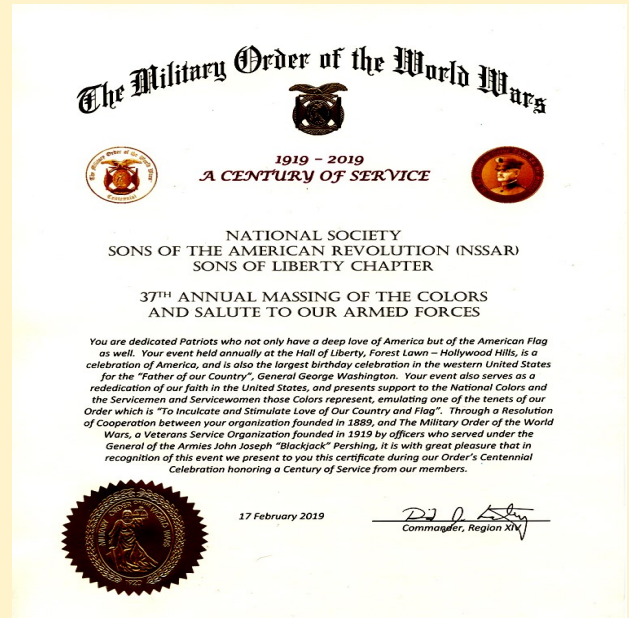 The Military Order of the World Wars
1919 – 2019
A CENTURY OF SERVICE
The Military Order of the World Wars
Centennial
NATIONAL SOCIETY
SONS OF THE AMERICAN REVOLUTION (NSSAR)
SONS OF LIBERTY CHAPTER
37TH ANNUAL MASSING OF THE COLORS
AND SALUTE TO OUR ARMED FORCES
You are dedicated Patriots who not only have a deep love of America but of the American Flag
as well. Your event held annually at the Hall of Liberty, Forest Lawn – Hollywood Hills, is a
celebration of America, and is also the largest birthday celebration in the western United States
for the "Father of our Country", General George Washington. Your event also serves as a
rededication of our faith in the United States, and presents support to the National Colors and
the Servicemen and Servicewomen those Colors represent, emulating one of the tenets of our
Order which is "To Inculcate and Stimulate Love of Our Country and Flag". Through a Resolution
of Cooperation between your organization founded in 1889, and The Military Order of the World
Wars, a Veterans Service Organization founded in 1919 by officers who served under the
General of the Armies John Joseph "Blackjack" Pershing, it is with great pleasure that in
recognition of this event we present to you this certificate during our Order's Centennial
Celebration honoring a Century of Service from our members.
17 February 2019
Commander, Region XIV